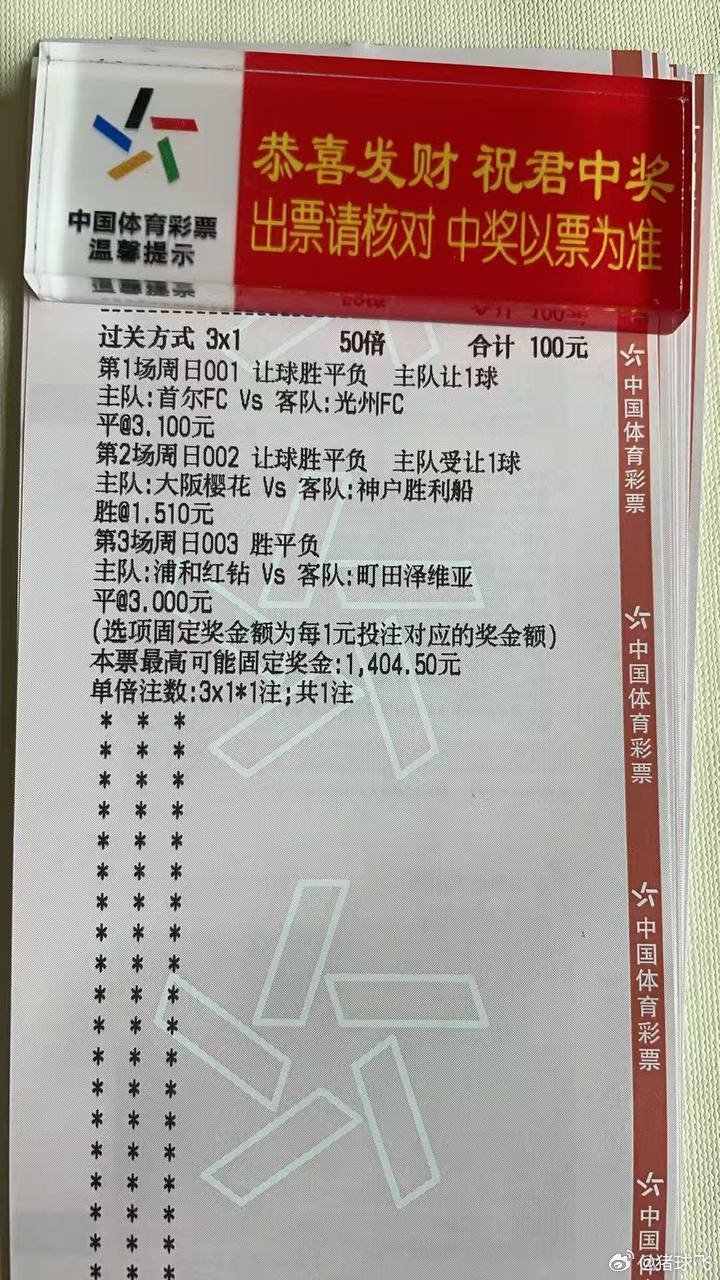 中国体育彩票
温馨提示
恭喜发财 祝君中奖
出票请核对 中奖以票为准
过关方式 3x1 50倍 合计 100元
第1场周日001 让球胜平负 主队让1球
主队:首尔FC Vs 客队:光州FC
平@3.100元
第2场周日002 让球胜平负 主队受让1球
主队:大阪樱花 Vs 客队:神户胜利船
胜@1.510元
第3场周日003 胜平负
主队:浦和红钻 Vs 客队:町田泽维亚
平@3.000元
(选项固定奖金额为每1元投注对应的奖金额)
本票最高可能固定奖金:1,404.50元
单倍注数:3x1*1注;共1注
中国体育彩票
中国体育彩票
中国体育彩票
中国体
@猪球飞